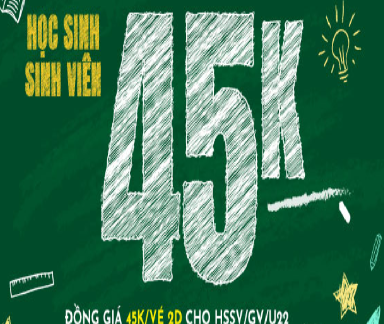 HỌC SINH
SINH VIÊN
45K
ĐỒNG GIÁ 45K/VÉ 2D CHO HSSV/GV/U22